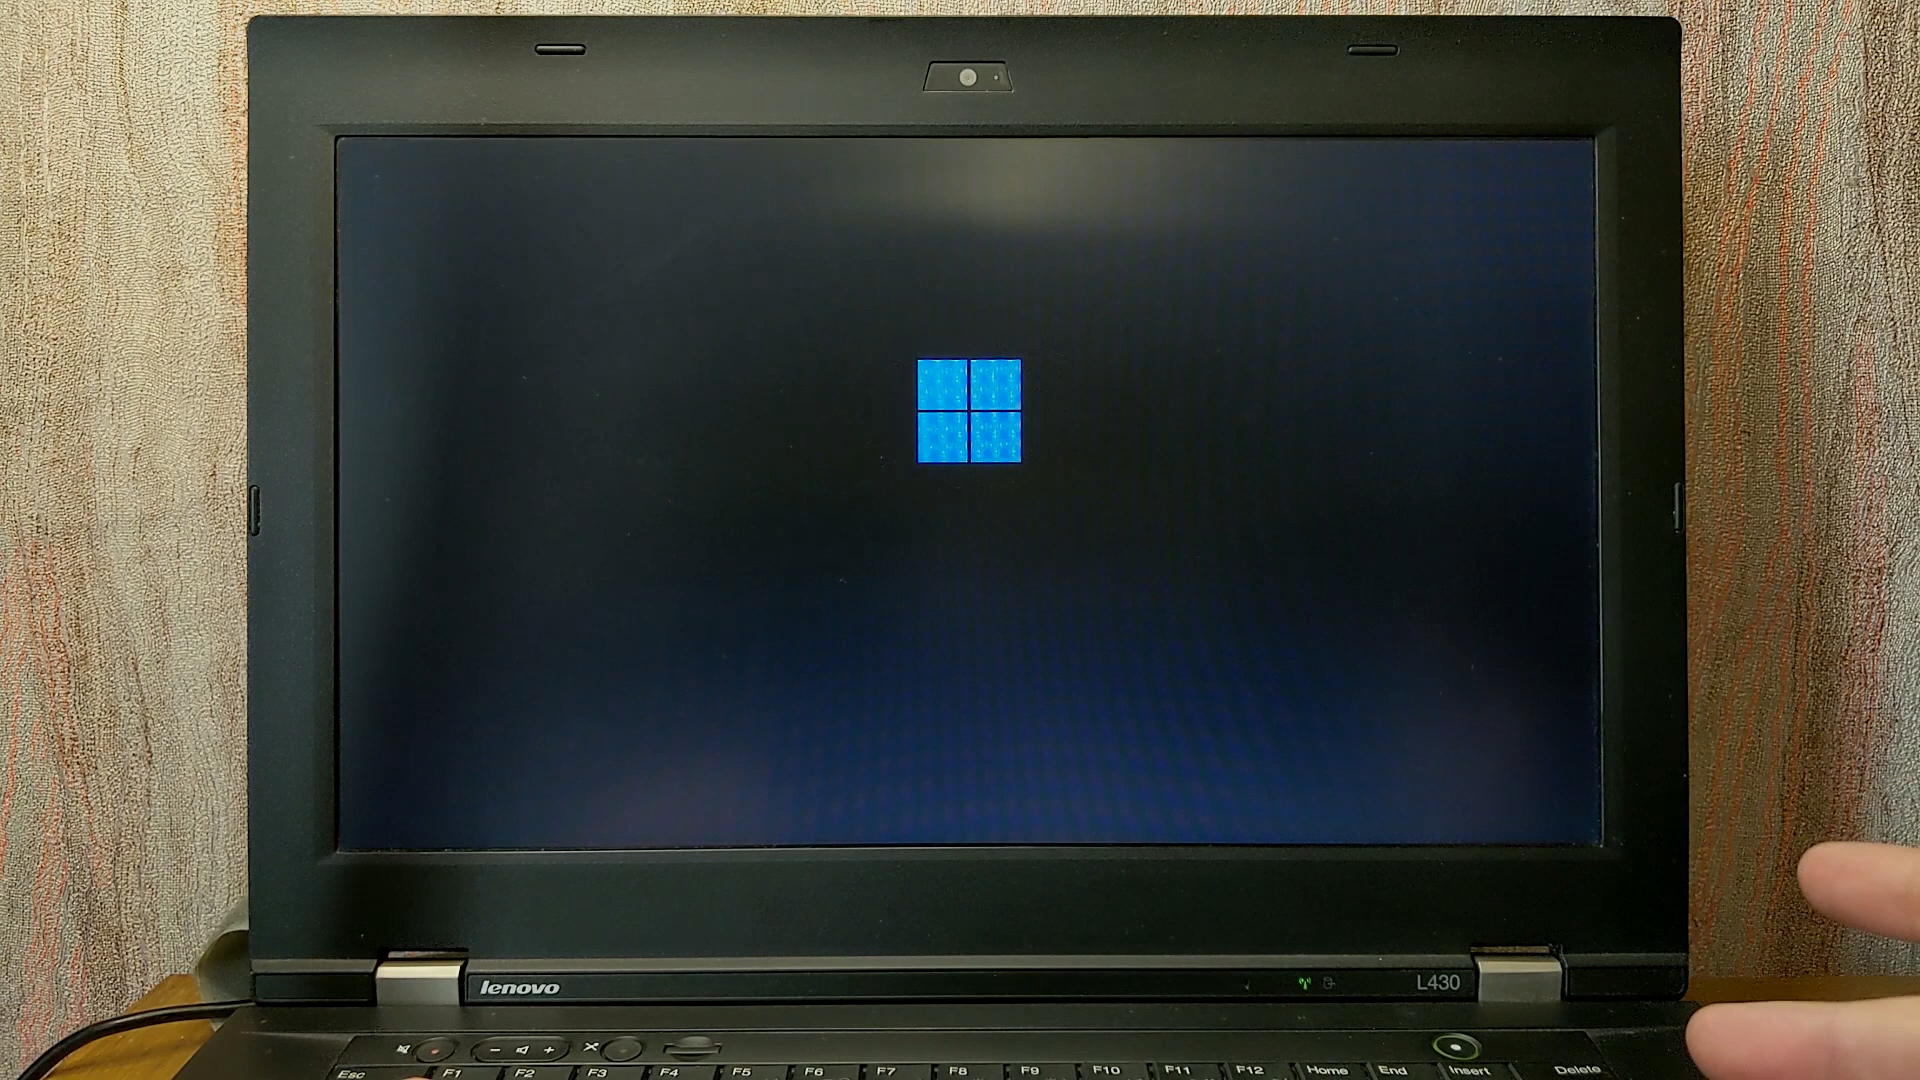 lenovo
L430
- +
Esc F1 F2 F3 F4 F5 F6 F7 F8 F9 F10 F11 F12 Home End Insert Delete